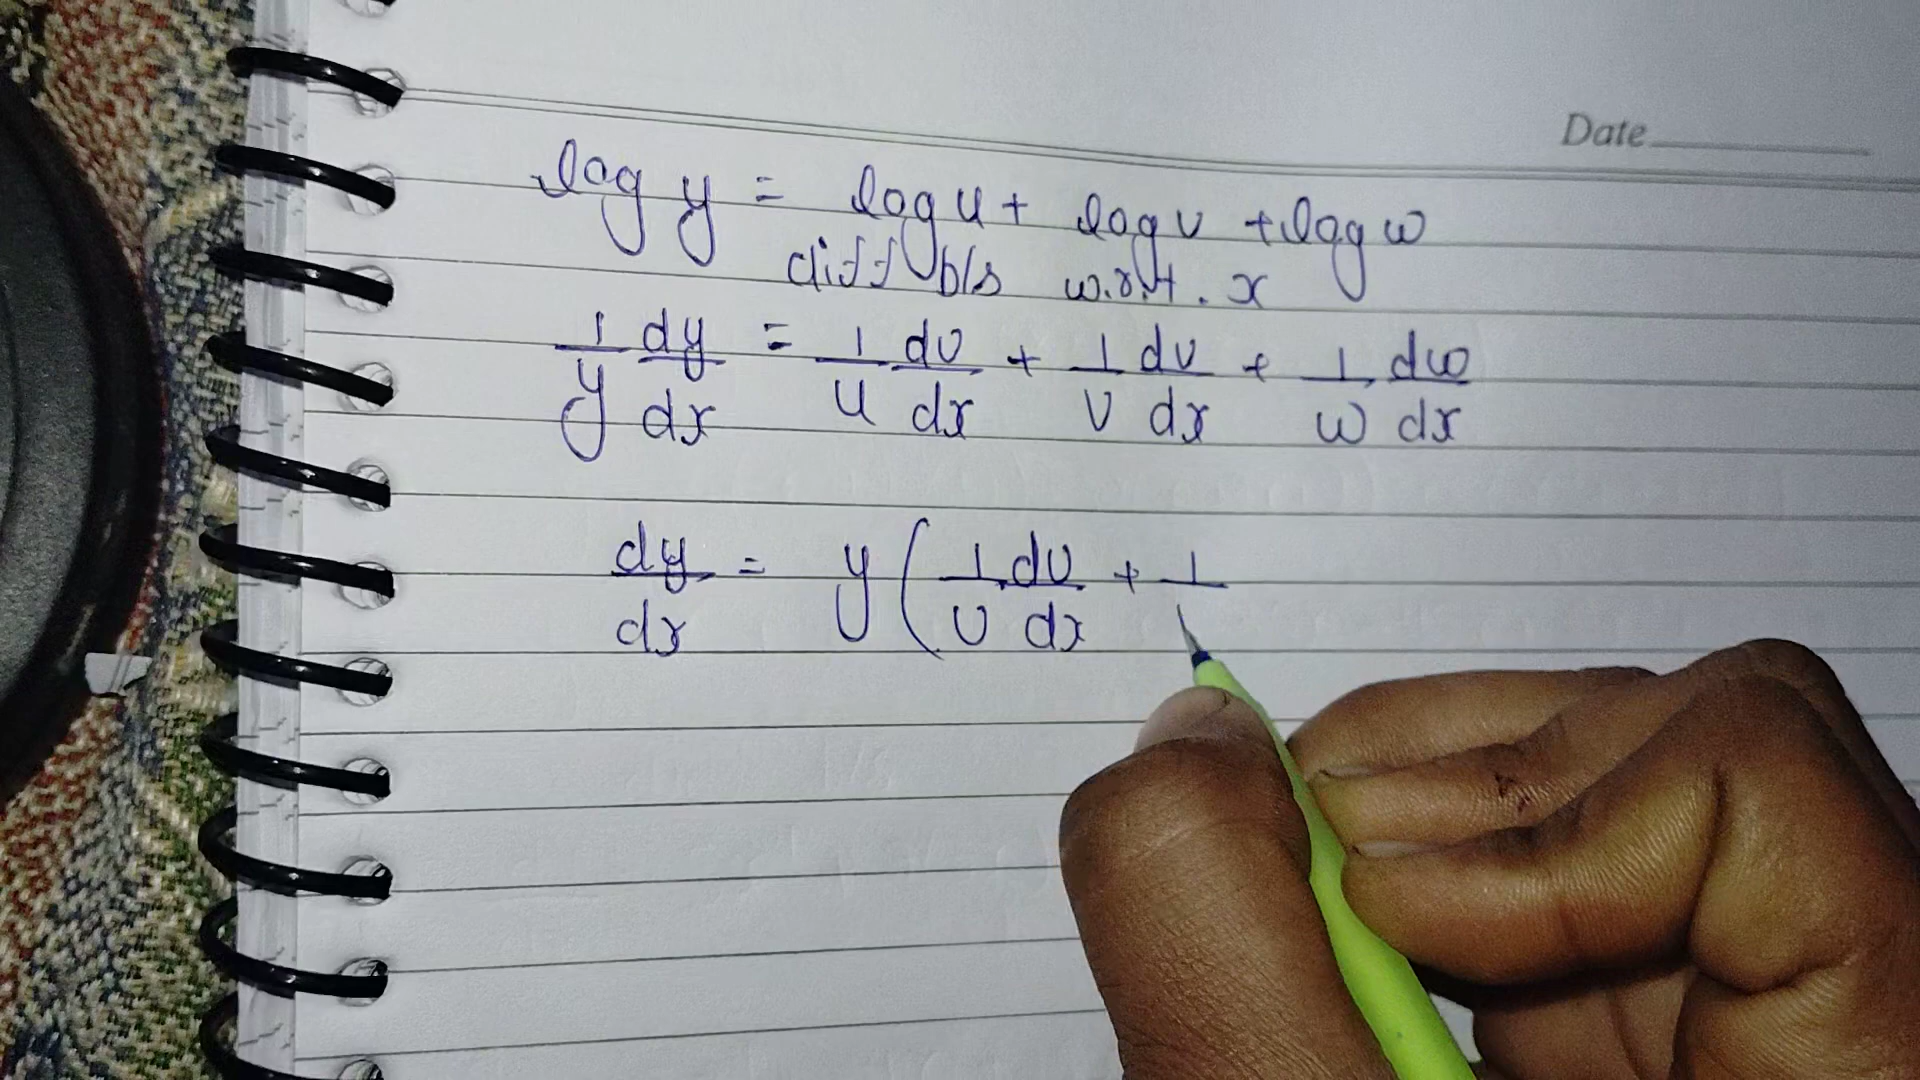 Date
log y = log u + log v + log w
diff b/s w.r.t. x
1/y dy/dx = 1/u du/dx + 1/v dv/dx + 1/w dw/dx
dy/dx = y ( 1/u du/dx + 1/